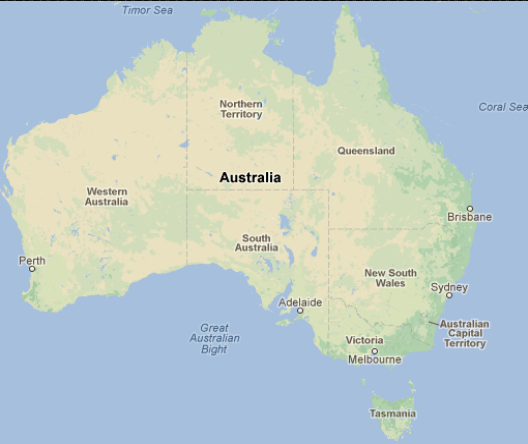 Timor Sea
Coral Sea
Northern
Territory
Queensland
Australia
Western
Australia
Brisbane
South
Australia
Perth
New South
Wales
Sydney
Adelaide
Great
Australian
Bight
Australian
Capital
Territory
Victoria
Melbourne
Tasmania